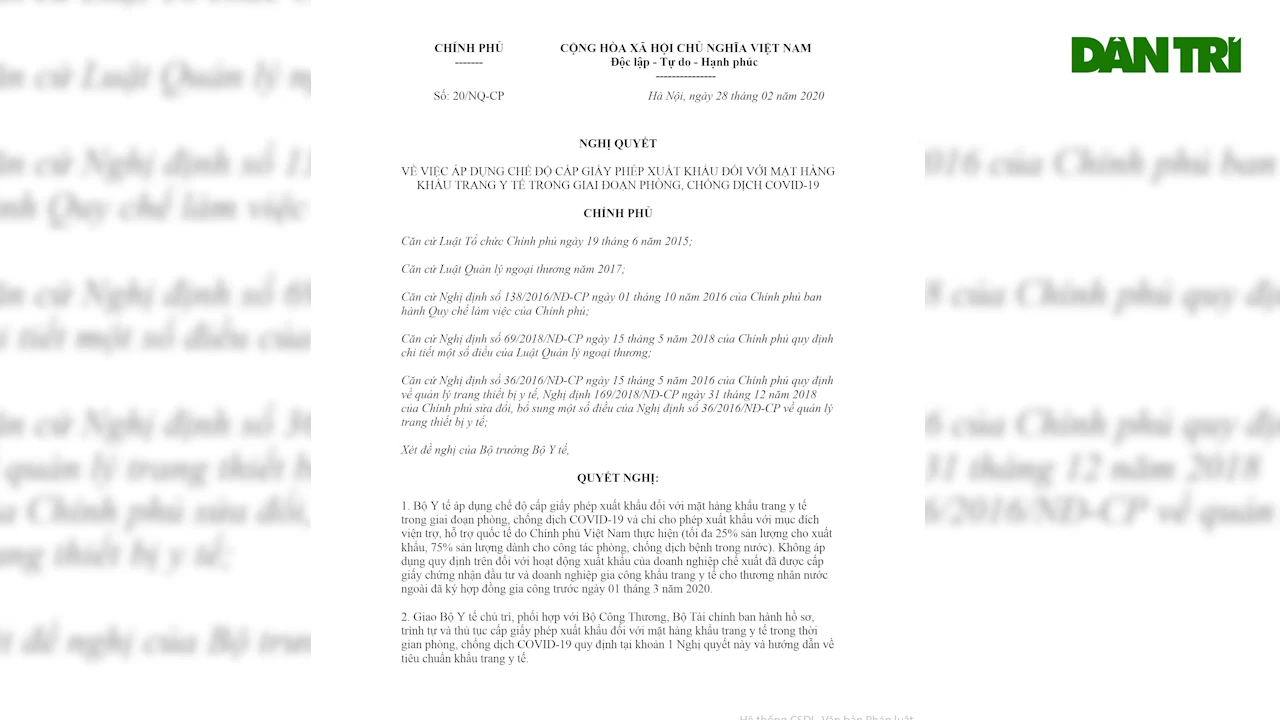 DÂN TRÍ
CHÍNH PHỦ
-------
CỘNG HÒA XÃ HỘI CHỦ NGHĨA VIỆT NAM
Độc lập - Tự do - Hạnh phúc
---------------
Số: 20/NQ-CP
Hà Nội, ngày 28 tháng 02 năm 2020
NGHỊ QUYẾT
VỀ VIỆC ÁP DỤNG CHẾ ĐỘ CẤP GIẤY PHÉP XUẤT KHẨU ĐỐI VỚI MẶT HÀNG
KHẨU TRANG Y TẾ TRONG GIAI ĐOẠN PHÒNG, CHỐNG DỊCH COVID-19
CHÍNH PHỦ
Căn cứ Luật Tổ chức Chính phủ ngày 19 tháng 6 năm 2015;
Căn cứ Luật Quản lý ngoại thương năm 2017;
Căn cứ Nghị định số 138/2016/NĐ-CP ngày 01 tháng 10 năm 2016 của Chính phủ ban
hành Quy chế làm việc của Chính phủ;
Căn cứ Nghị định số 69/2018/NĐ-CP ngày 15 tháng 5 năm 2018 của Chính phủ quy định
chi tiết một số điều của Luật Quản lý ngoại thương;
Căn cứ Nghị định số 36/2016/NĐ-CP ngày 15 tháng 5 năm 2016 của Chính phủ quy định
về quản lý trang thiết bị y tế, Nghị định 169/2018/NĐ-CP ngày 31 tháng 12 năm 2018
của Chính phủ sửa đổi, bổ sung một số điều của Nghị định số 36/2016/NĐ-CP về quản lý
trang thiết bị y tế;
Xét đề nghị của Bộ trưởng Bộ Y tế,
QUYẾT NGHỊ:
1. Bộ Y tế áp dụng chế độ cấp giấy phép xuất khẩu đối với mặt hàng khẩu trang y tế
trong giai đoạn phòng, chống dịch COVID-19 và chỉ cho phép xuất khẩu với mục đích
viện trợ, hỗ trợ quốc tế do Chính phủ Việt Nam thực hiện (tối đa 25% sản lượng cho xuất
khẩu, 75% sản lượng dành cho công tác phòng, chống dịch bệnh trong nước). Không áp
dụng quy định trên đối với hoạt động xuất khẩu của doanh nghiệp chế xuất đã được cấp
giấy chứng nhận đầu tư và doanh nghiệp gia công khẩu trang y tế cho thương nhân nước
ngoài đã ký hợp đồng gia công trước ngày 01 tháng 3 năm 2020.
2. Giao Bộ Y tế chủ trì, phối hợp với Bộ Công Thương, Bộ Tài chính ban hành hồ sơ,
trình tự và thủ tục cấp giấy phép xuất khẩu đối với mặt hàng khẩu trang y tế trong thời
gian phòng, chống dịch COVID-19 quy định tại khoản 1 Nghị quyết này và hướng dẫn về
tiêu chuẩn khẩu trang y tế.